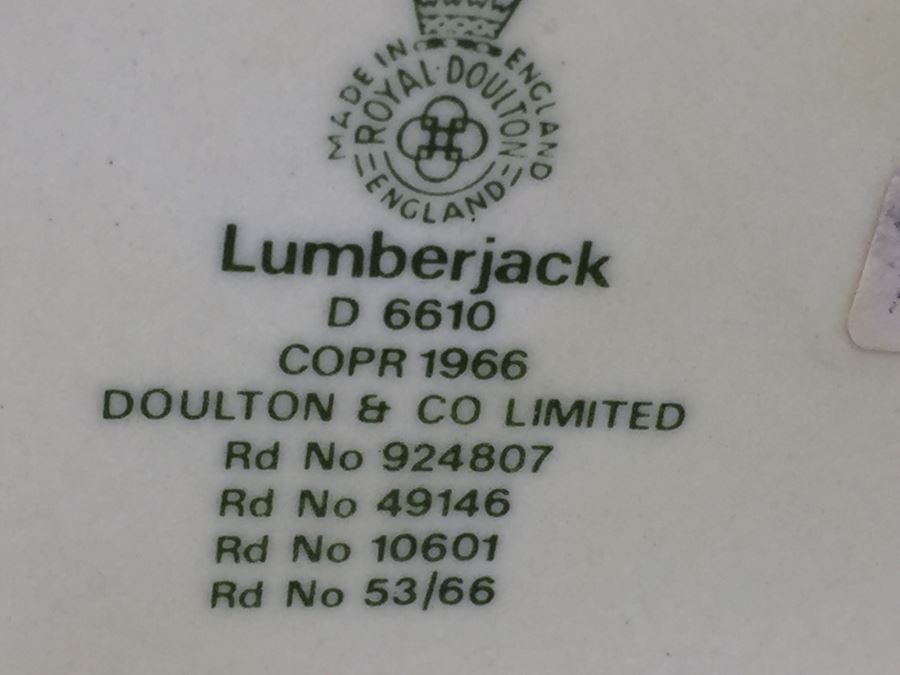 MADE IN ENGLAND
ROYAL·DOULTON
ENGLAND
Lumberjack
D 6610
COPR 1966
DOULTON & CO LIMITED
Rd No 924807
Rd No 49146
Rd No 10601
Rd No 53/66